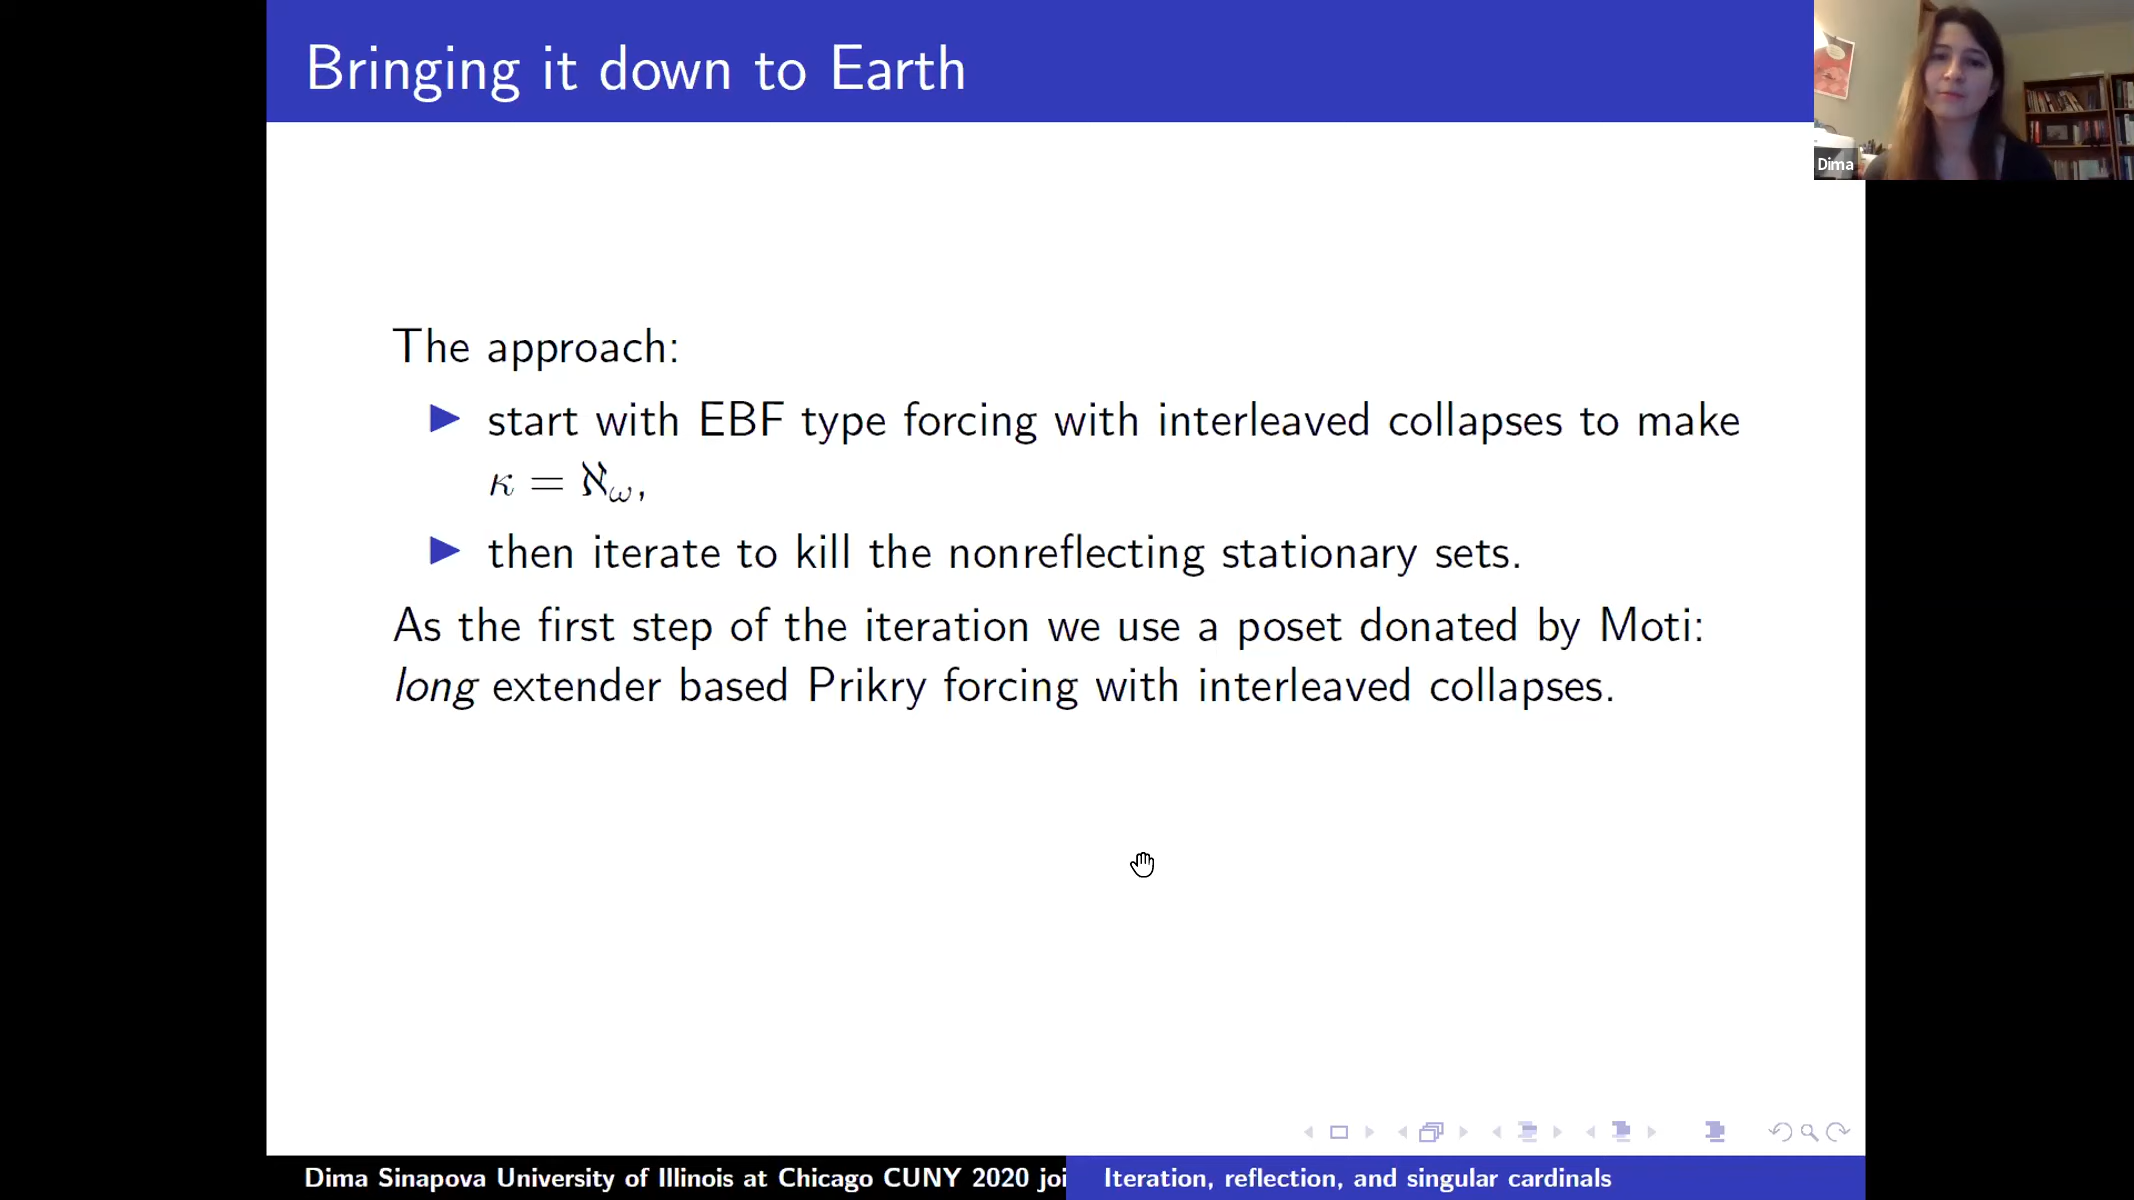 Bringing it down to Earth
Dima
The approach:
▶ start with EBF type forcing with interleaved collapses to make
κ = ℵ_ω,
▶ then iterate to kill the nonreflecting stationary sets.
As the first step of the iteration we use a poset donated by Moti:
long extender based Prikry forcing with interleaved collapses.
Dima Sinapova University of Illinois at Chicago CUNY 2020 joi
Iteration, reflection, and singular cardinals